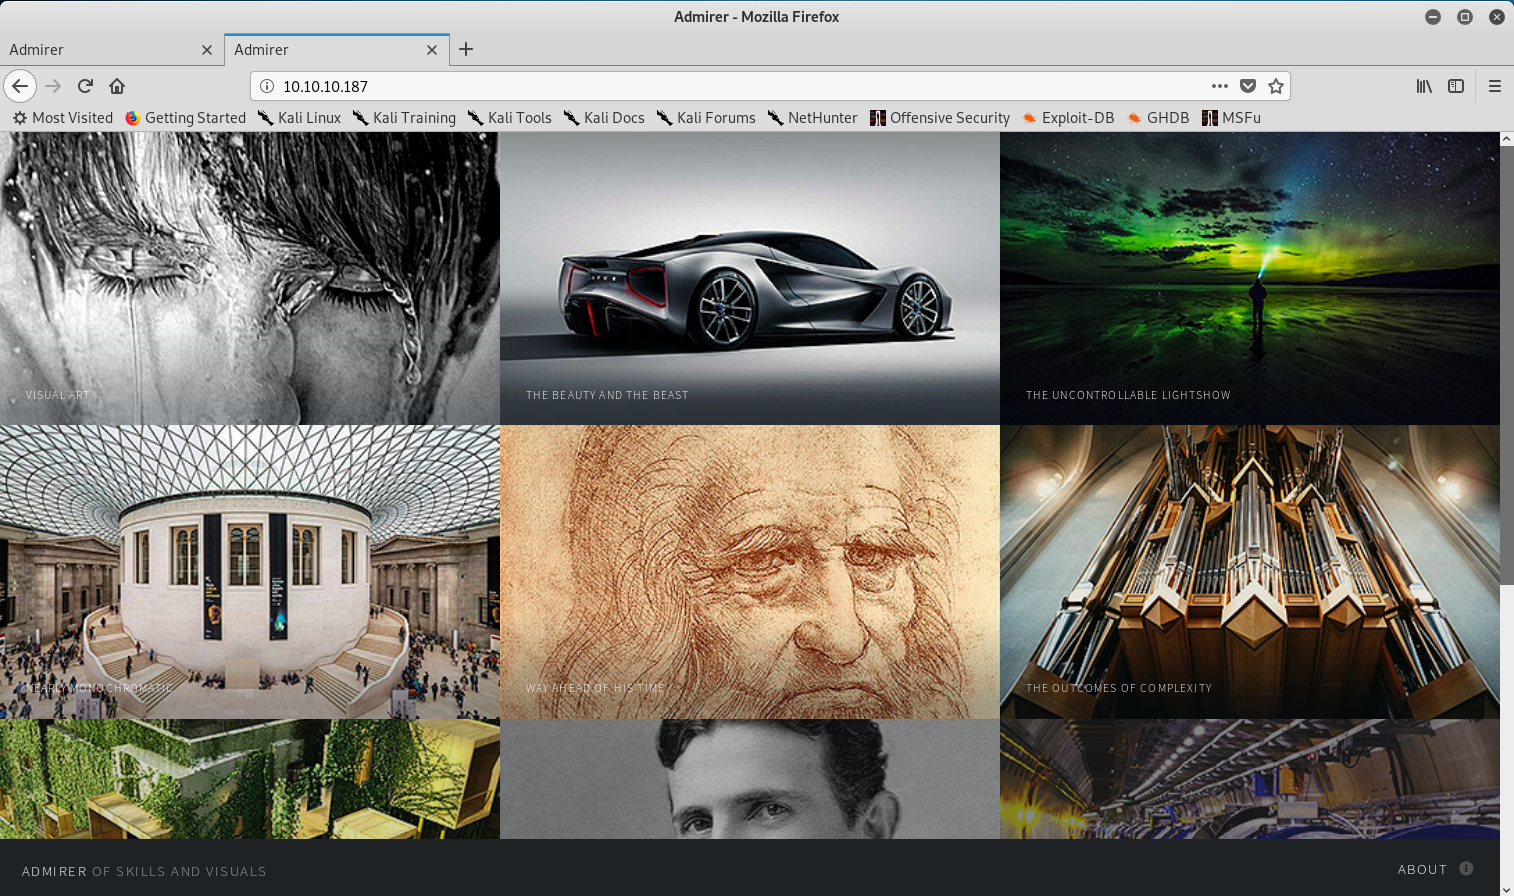 Admirer - Mozilla Firefox
Admirer
Admirer
10.10.10.187
Most Visited Getting Started Kali Linux Kali Training Kali Tools Kali Docs Kali Forums NetHunter Offensive Security Exploit-DB GHDB MSFu
VISUAL ART
THE BEAUTY AND THE BEAST
THE UNCONTROLLABLE LIGHTSHOW
NEARLY MONOCHROMATIC
WAY AHEAD OF HIS TIME
THE OUTCOMES OF COMPLEXITY
ADMIRER OF SKILLS AND VISUALS
ABOUT